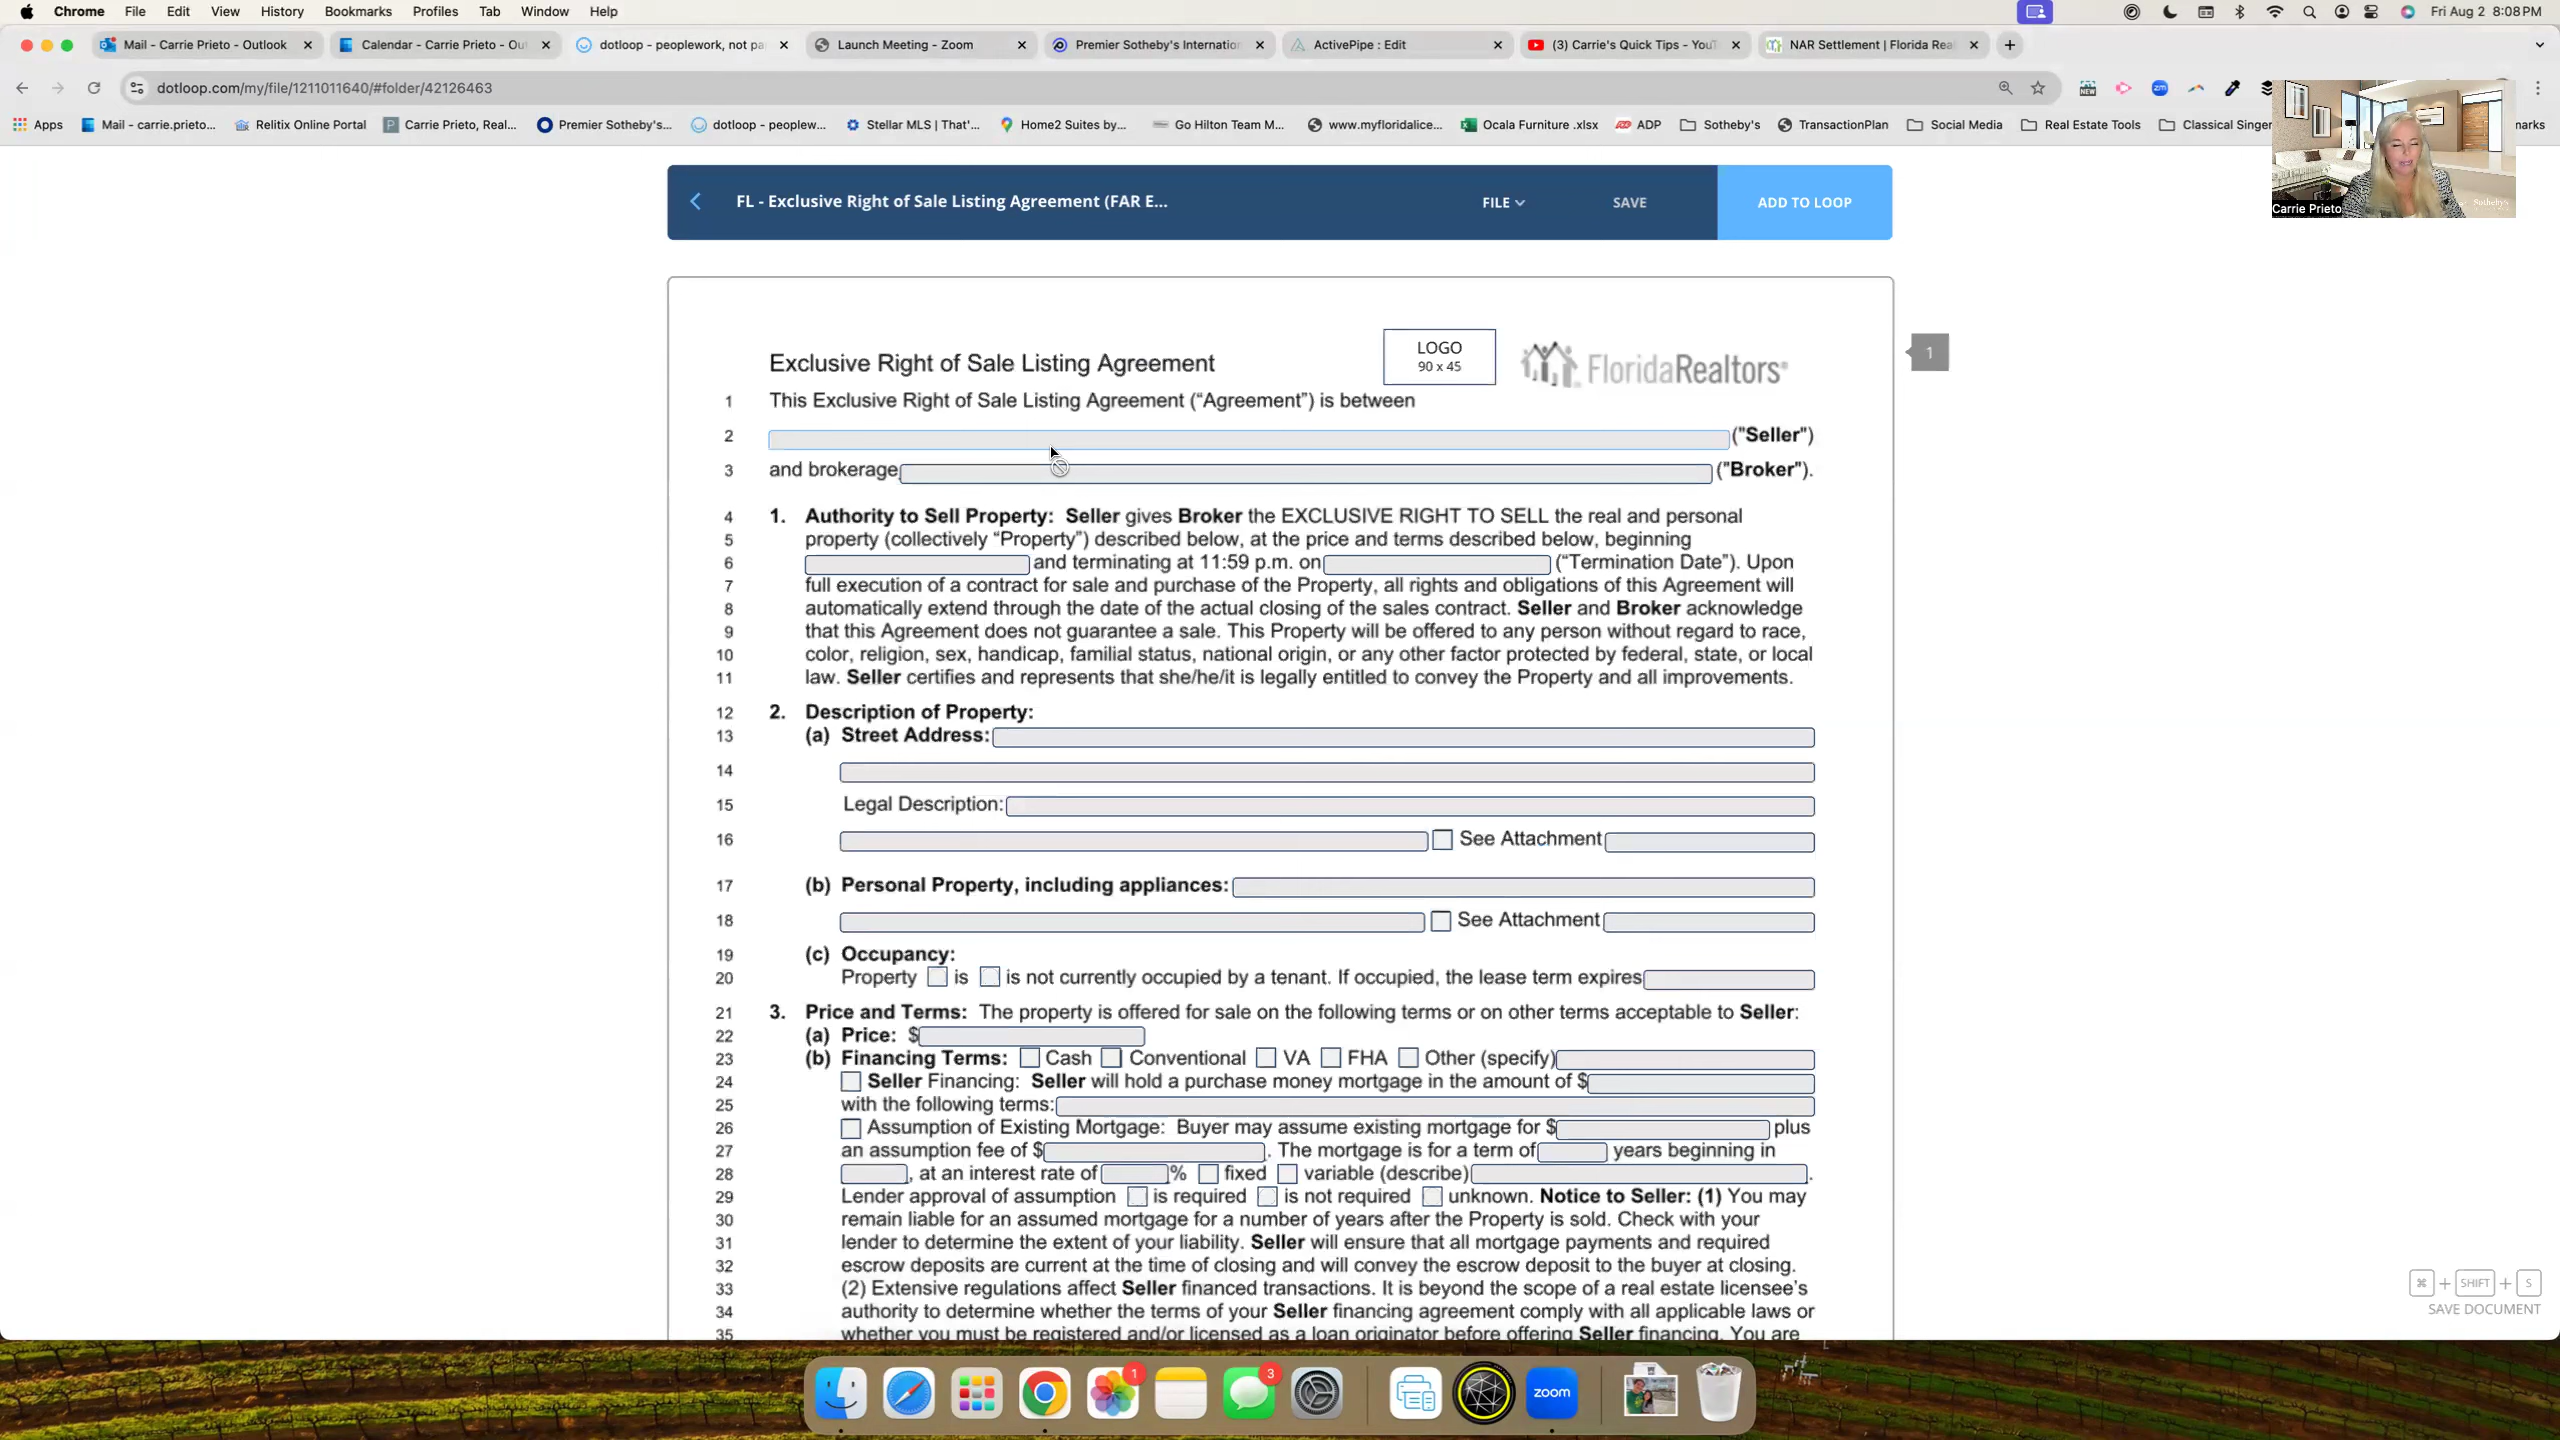 Chrome File Edit View History Bookmarks Profiles Tab Window Help Fri Aug 2 8:08 PM
Mail - Carrie Prieto - Outlook Calendar - Carrie Prieto - Ou dotloop - peoplework, not pa Launch Meeting - Zoom Premier Sotheby's Internation ActivePipe : Edit (3) Carrie's Quick Tips - YouT NAR Settlement | Florida Rea
dotloop.com/my/file/1211011640/#folder/42126463
Apps Mail - carrie.prieto... Relitix Online Portal Carrie Prieto, Real... Premier Sotheby's... dotloop - peoplew... Stellar MLS | That'... Home2 Suites by... Go Hilton Team M... www.myfloridalice... Ocala Furniture .xlsx ADP Sotheby's TransactionPlan Social Media Real Estate Tools Classical Singer
Carrie Prieto
FL - Exclusive Right of Sale Listing Agreement (FAR E... FILE SAVE ADD TO LOOP
LOGO
90 x 45
FloridaRealtors®
1
Exclusive Right of Sale Listing Agreement
1 This Exclusive Right of Sale Listing Agreement (“Agreement”) is between
2 ("Seller")
3 and brokerage ("Broker").
4 1. Authority to Sell Property: Seller gives Broker the EXCLUSIVE RIGHT TO SELL the real and personal
5 property (collectively “Property”) described below, at the price and terms described below, beginning
6 and terminating at 11:59 p.m. on (“Termination Date”). Upon
7 full execution of a contract for sale and purchase of the Property, all rights and obligations of this Agreement will
8 automatically extend through the date of the actual closing of the sales contract. Seller and Broker acknowledge
9 that this Agreement does not guarantee a sale. This Property will be offered to any person without regard to race,
10 color, religion, sex, handicap, familial status, national origin, or any other factor protected by federal, state, or local
11 law. Seller certifies and represents that she/he/it is legally entitled to convey the Property and all improvements.
12 2. Description of Property:
13 (a) Street Address:
14
15 Legal Description:
16 See Attachment
17 (b) Personal Property, including appliances:
18 See Attachment
19 (c) Occupancy:
20 Property is is not currently occupied by a tenant. If occupied, the lease term expires
21 3. Price and Terms: The property is offered for sale on the following terms or on other terms acceptable to Seller:
22 (a) Price: $
23 (b) Financing Terms: Cash Conventional VA FHA Other (specify)
24 Seller Financing: Seller will hold a purchase money mortgage in the amount of $
25 with the following terms:
26 Assumption of Existing Mortgage: Buyer may assume existing mortgage for $ plus
27 an assumption fee of $ . The mortgage is for a term of years beginning in
28 , at an interest rate of % fixed variable (describe) .
29 Lender approval of assumption is required is not required unknown. Notice to Seller: (1) You may
30 remain liable for an assumed mortgage for a number of years after the Property is sold. Check with your
31 lender to determine the extent of your liability. Seller will ensure that all mortgage payments and required
32 escrow deposits are current at the time of closing and will convey the escrow deposit to the buyer at closing.
33 (2) Extensive regulations affect Seller financed transactions. It is beyond the scope of a real estate licensee’s
34 authority to determine whether the terms of your Seller financing agreement comply with all applicable laws or
35 whether you must be registered and/or licensed as a loan originator before offering Seller financing. You are
⌘ + SHIFT + S
SAVE DOCUMENT
1 3 zoom